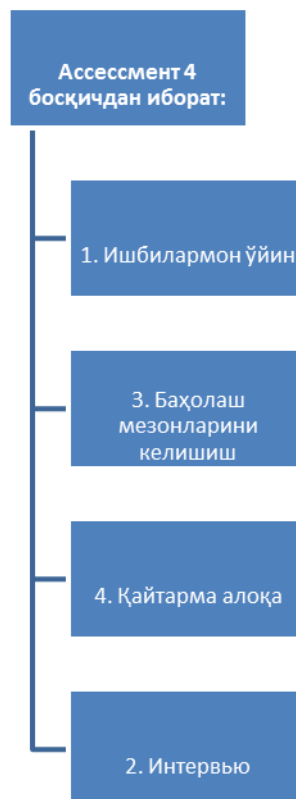 Ассессмент 4
босқичдан иборат:
1. Ишбилармон ўйин
3. Баҳолаш
мезонларини
келишиш
4. Қайтарма алоқа
2. Интервью